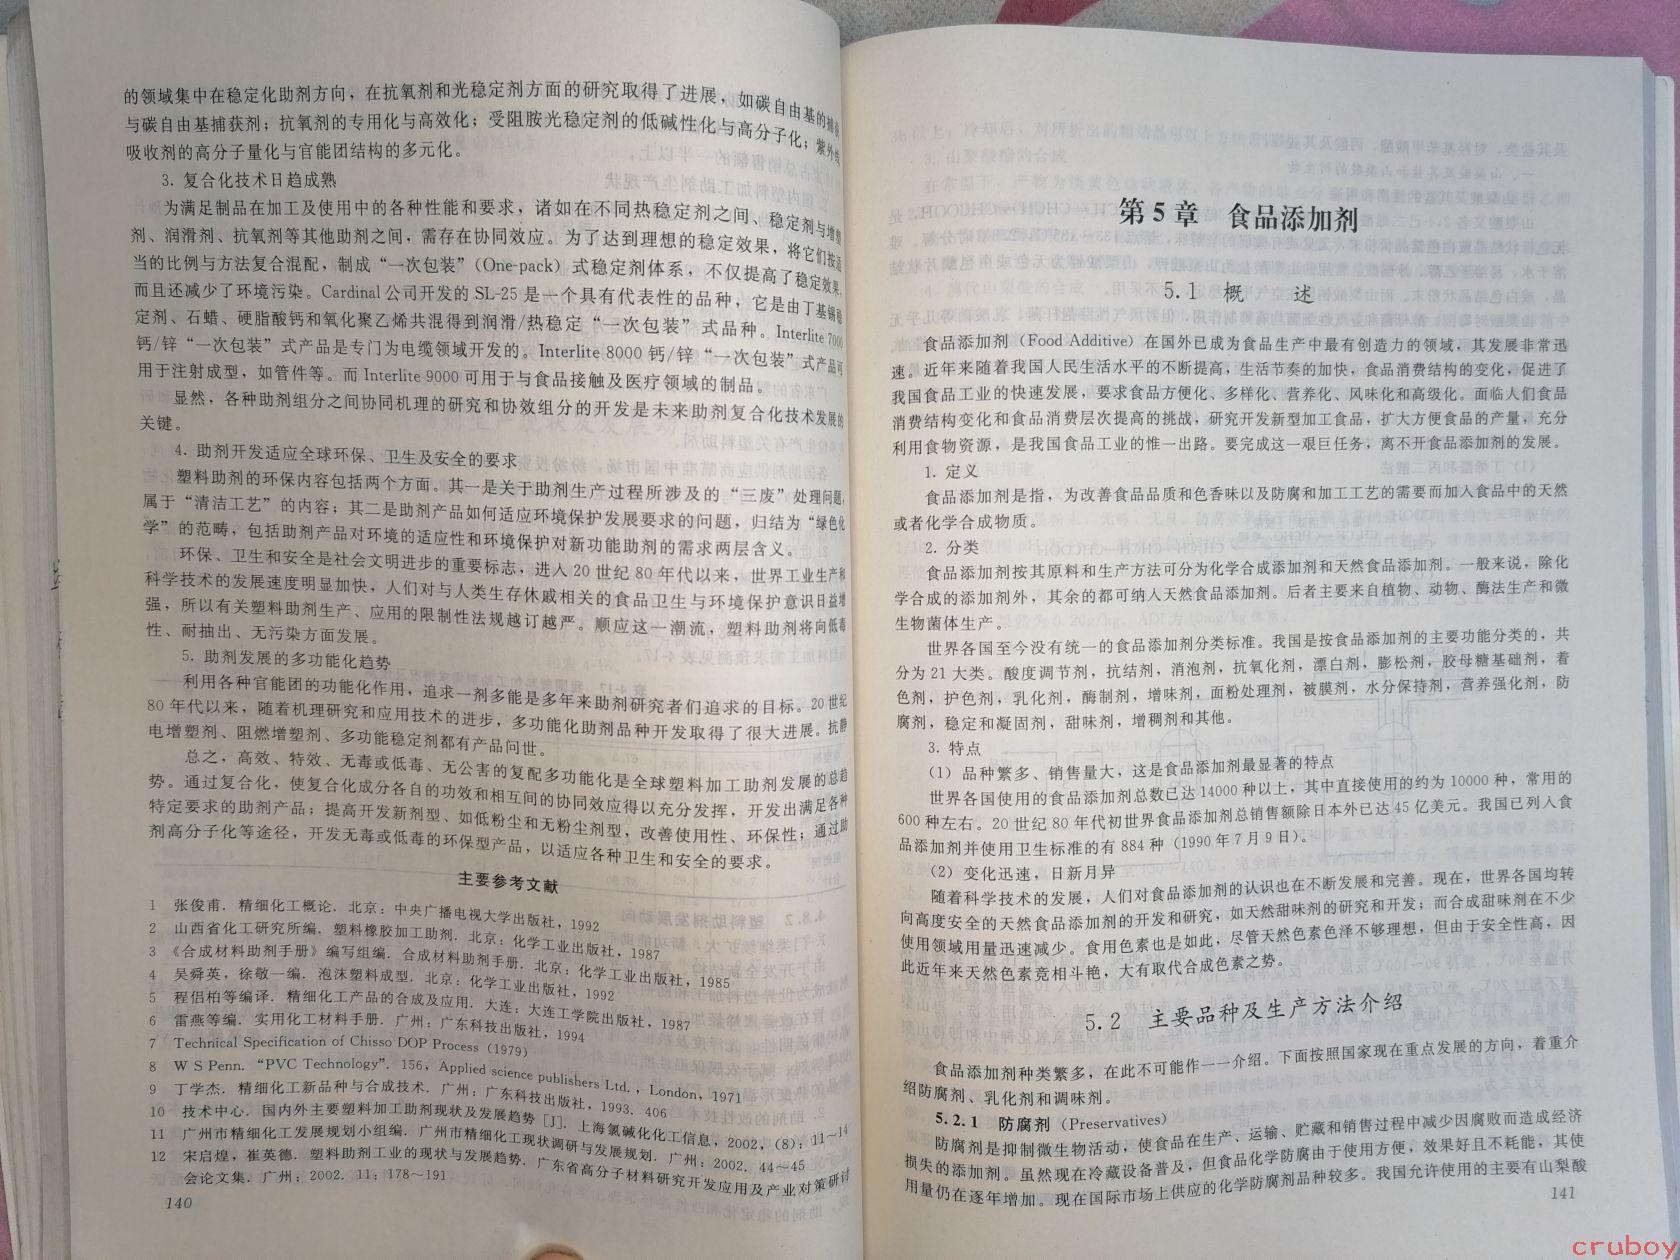 的领域集中在稳定化助剂方向，在抗氧剂和光稳定剂方面的研究取得了进展，如碳自由基的捕获
与碳自由基捕获剂；抗氧剂的专用化与高效化；受阻胺光稳定剂的低碱性化与高分子化；紫外线
吸收剂的高分子量化与官能团结构的多元化。
3. 复合化技术日趋成熟
为满足制品在加工及使用中的各种性能和要求，诸如在不同热稳定剂之间、稳定剂与增塑
剂、润滑剂、抗氧剂等其他助剂之间，需存在协同效应。为了达到理想的稳定效果，将它们按适
当的比例与方法复合混配，制成“一次包装”（One-pack）式稳定剂体系，不仅提高了稳定效果，
而且还减少了环境污染。Cardinal 公司开发的 SL-25 是一个具有代表性的品种，它是由丁基锡稳
定剂、石蜡、硬脂酸钙和氧化聚乙烯共混得到润滑/热稳定“一次包装”式品种。Interlite 7000
钙/锌“一次包装”式产品是专门为电缆领域开发的。Interlite 8000 钙/锌“一次包装”式产品可
用于注射成型，如管件等。而 Interlite 9000 可用于与食品接触及医疗领域的制品。
显然，各种助剂组分之间协同机理的研究和协效组分的开发是未来助剂复合化技术发展的
关键。
4. 助剂开发适应全球环保、卫生及安全的要求
塑料助剂的环保内容包括两个方面。其一是关于助剂生产过程所涉及的“三废”处理问题，
属于“清洁工艺”的内容；其二是助剂产品如何适应环境保护发展要求的问题，归结为“绿色化
学”的范畴，包括助剂产品对环境的适应性和环境保护对新功能助剂的需求两层含义。
环保、卫生和安全是社会文明进步的重要标志，进入 20 世纪 80 年代以来，世界工业生产和
科学技术的发展速度明显加快，人们对与人类生存休戚相关的食品卫生与环境保护意识日益增
强，所以有关塑料助剂生产、应用的限制性法规越订越严。顺应这一潮流，塑料助剂将向低毒
性、耐抽出、无污染方面发展。
5. 助剂发展的多功能化趋势
利用各种官能团的功能化作用，追求一剂多能是多年来助剂研究者们追求的目标。20 世纪
80 年代以来，随着机理研究和应用技术的进步，多功能化助剂品种开发取得了很大进展。抗静
电增塑剂、阻燃增塑剂、多功能稳定剂都有产品问世。
总之，高效、特效、无毒或低毒、无公害的复配多功能化是全球塑料加工助剂发展的总趋
势。通过复合化，使复合化成分各自的功效和相互间的协同效应得以充分发挥，开发出满足各种
特定要求的助剂产品；提高开发新剂型、如低粉尘和无粉尘剂型，改善使用性、环保性；通过助
剂高分子化等途径，开发无毒或低毒的环保型产品，以适应各种卫生和安全的要求。
主要参考文献
1 张俊甫. 精细化工概论. 北京：中央广播电视大学出版社，1992
2 山西省化工研究所编. 塑料橡胶加工助剂. 北京：化学工业出版社，1987
3 《合成材料助剂手册》编写组编. 合成材料助剂手册. 北京：化学工业出版社，1985
4 吴舜英，徐敬一编. 泡沫塑料成型. 北京：化学工业出版社，1992
5 程侣柏等编译. 精细化工产品的合成及应用. 大连：大连工学院出版社，1987
6 雷燕等编. 实用化工材料手册. 广州：广东科技出版社，1994
7 Technical Specification of Chisso DOP Process (1979)
8 W S Penn. “PVC Technology”. 156, Applied science publishers Ltd., London, 1971
9 丁学杰. 精细化工新品种与合成技术. 广州：广东科技出版社，1993. 406
10 技术中心. 国内外主要塑料加工助剂现状及发展趋势 [J]. 上海氯碱化工信息，2002，(8)：11～14
11 广州市精细化工发展规划小组编. 广州市精细化工现状调研与发展规划. 广州：2002. 44～45
12 宋启煌，崔英德. 塑料助剂工业的现状与发展趋势. 广东省高分子材料研究开发应用及产业对策研讨
会论文集. 广州：2002. 11：178～191
140
第 5 章 食品添加剂
5.1 概 述
食品添加剂（Food Additive）在国外已成为食品生产中最有创造力的领域，其发展非常迅
速。近年来随着我国人民生活水平的不断提高，生活节奏的加快，食品消费结构的变化，促进了
我国食品工业的快速发展，要求食品方便化、多样化、营养化、风味化和高级化。面临人们食品
消费结构变化和食品消费层次提高的挑战，研究开发新型加工食品，扩大方便食品的产量，充分
利用食物资源，是我国食品工业的惟一出路。要完成这一艰巨任务，离不开食品添加剂的发展。
1. 定义
食品添加剂是指，为改善食品品质和色香味以及防腐和加工工艺的需要而加入食品中的天然
或者化学合成物质。
2. 分类
食品添加剂按其原料和生产方法可分为化学合成添加剂和天然食品添加剂。一般来说，除化
学合成的添加剂外，其余的都可纳入天然食品添加剂。后者主要来自植物、动物、酶法生产和微
生物菌体生产。
世界各国至今没有统一的食品添加剂分类标准。我国是按食品添加剂的主要功能分类的，共
分为 21 大类。酸度调节剂，抗结剂，消泡剂，抗氧化剂，漂白剂，膨松剂，胶母糖基础剂，着
色剂，护色剂，乳化剂，酶制剂，增味剂，面粉处理剂，被膜剂，水分保持剂，营养强化剂，防
腐剂，稳定和凝固剂，甜味剂，增稠剂和其他。
3. 特点
（1）品种繁多、销售量大，这是食品添加剂最显著的特点
世界各国使用的食品添加剂总数已达 14000 种以上，其中直接使用的约为 10000 种，常用的
600 种左右。20 世纪 80 年代初世界食品添加剂总销售额除日本外已达 45 亿美元。我国已列入食
品添加剂并使用卫生标准的有 884 种（1990 年 7 月 9 日）。
（2）变化迅速，日新月异
随着科学技术的发展，人们对食品添加剂的认识也在不断发展和完善。现在，世界各国均转
向高度安全的天然食品添加剂的开发和研究，如天然甜味剂的研究和开发；而合成甜味剂在不少
使用领域用量迅速减少。食用色素也是如此，尽管天然色素色泽不够理想，但由于安全性高，因
此近年来天然色素竞相斗艳，大有取代合成色素之势。
5.2 主要品种及生产方法介绍
食品添加剂种类繁多，在此不可能作一一介绍。下面按照国家现在重点发展的方向，着重介
绍防腐剂、乳化剂和调味剂。
5.2.1 防腐剂（Preservatives）
防腐剂是抑制微生物活动，使食品在生产、运输、贮藏和销售过程中减少因腐败而造成经济
损失的添加剂。虽然现在冷藏设备普及，但食品化学防腐由于使用方便，效果好且不耗能，其使
用量仍在逐年增加。现在国际市场上供应的化学防腐剂品种较多。我国允许使用的主要有山梨酸
141
cruboy